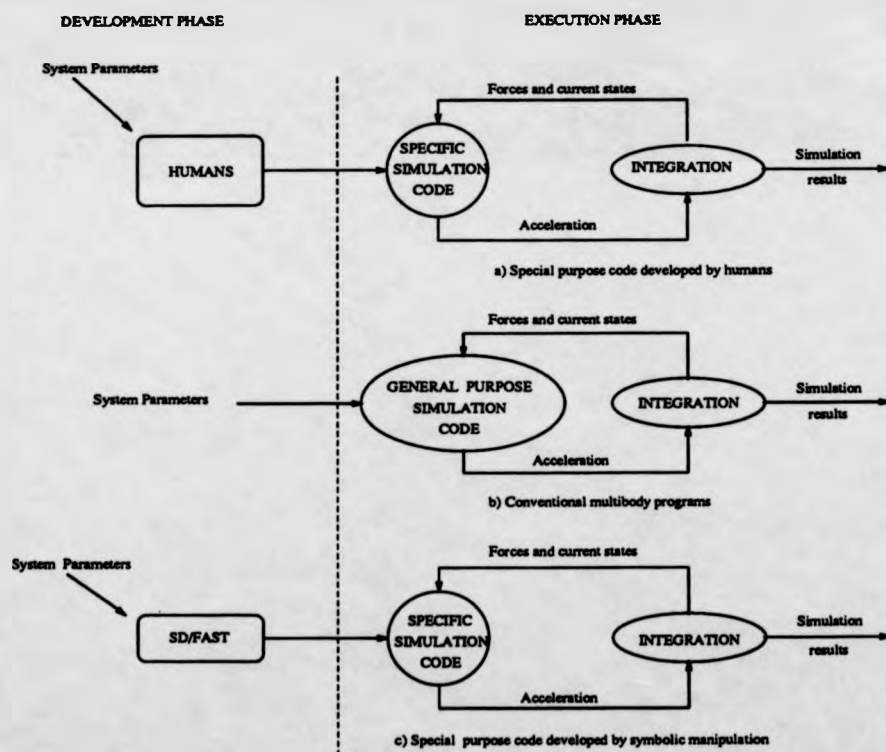 DEVELOPMENT PHASE
EXECUTION PHASE
System Parameters
HUMANS
Forces and current states
SPECIFIC
SIMULATION
CODE
INTEGRATION
Simulation
results
Acceleration
a) Special purpose code developed by humans
System Parameters
Forces and current states
GENERAL PURPOSE
SIMULATION
CODE
INTEGRATION
Simulation
results
Acceleration
b) Conventional multibody programs
System Parameters
SD/FAST
Forces and current states
SPECIFIC
SIMULATION
CODE
INTEGRATION
Simulation
results
Acceleration
c) Special purpose code developed by symbolic manipulation